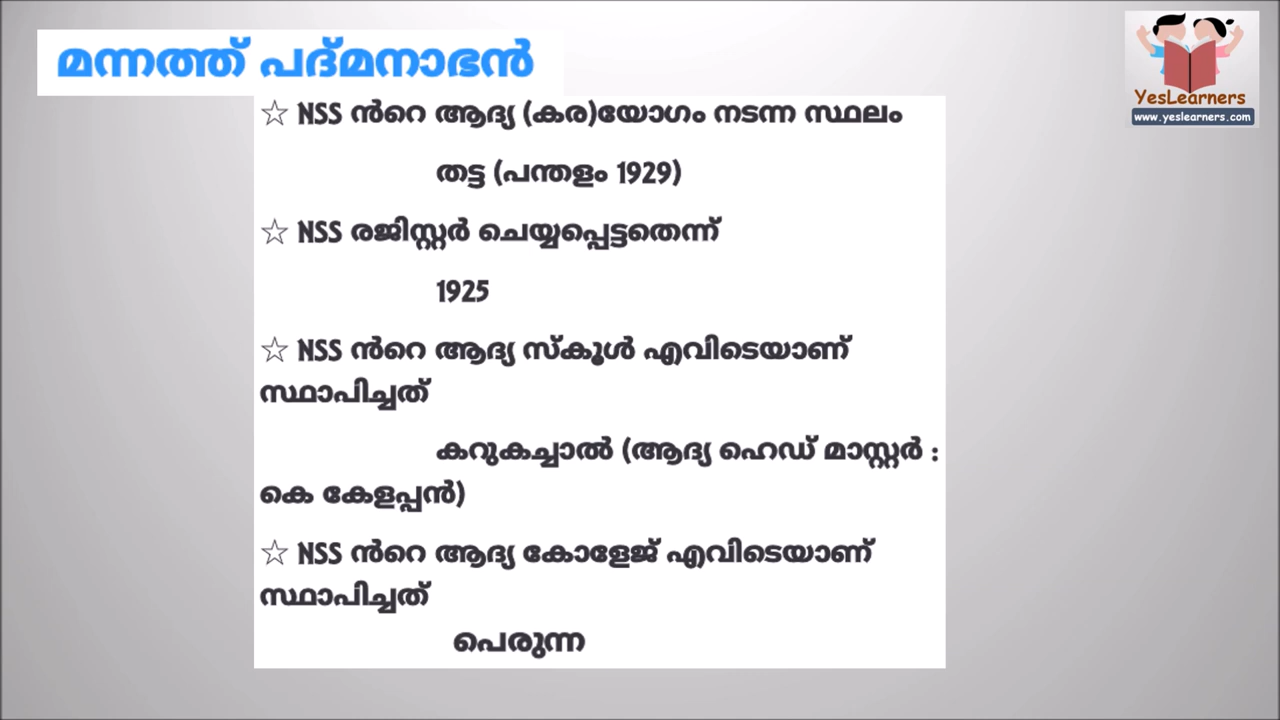 മന്നത്ത് പദ്മനാഭൻ
YesLearners
www.yeslearners.com
☆ NSS ൻറെ ആദ്യ (കര)യോഗം നടന്ന സ്ഥലം
തട്ട (പന്തളം 1929)
☆ NSS രജിസ്റ്റർ ചെയ്യപ്പെട്ടതെന്ന്
1925
☆ NSS ൻറെ ആദ്യ സ്കൂൾ എവിടെയാണ്
സ്ഥാപിച്ചത്
കറുകച്ചാൽ (ആദ്യ ഹെഡ് മാസ്റ്റർ :
കെ കേളപ്പൻ)
☆ NSS ൻറെ ആദ്യ കോളേജ് എവിടെയാണ്
സ്ഥാപിച്ചത്
പെരുന്ന